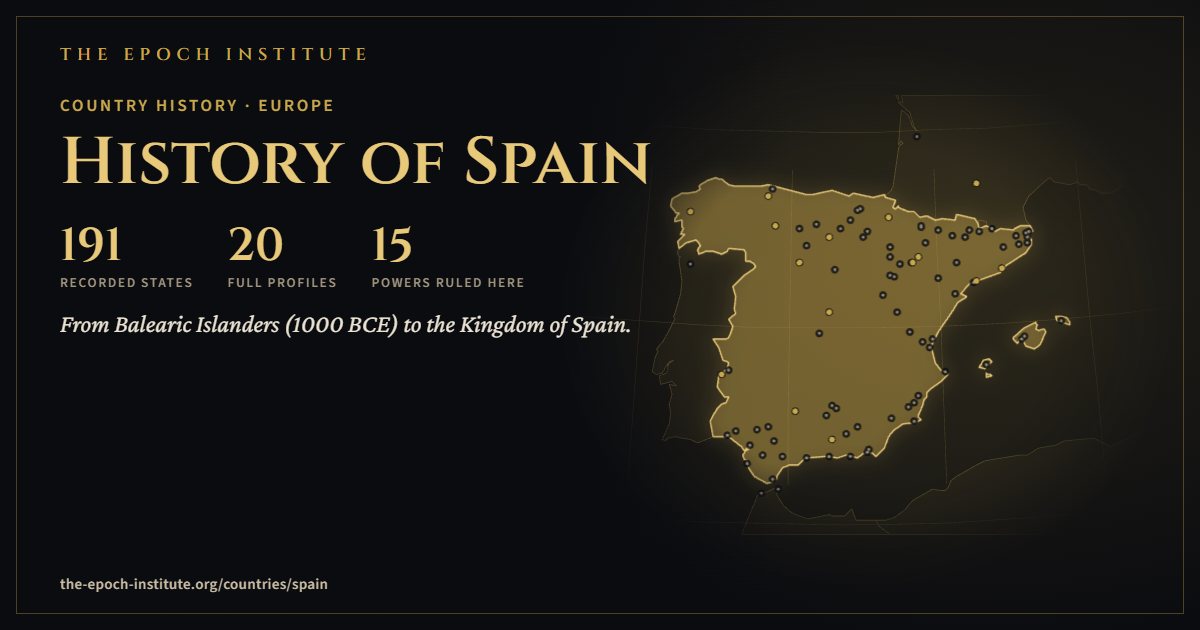 THE EPOCH INSTITUTE
COUNTRY HISTORY · EUROPE
HISTORY OF SPAIN
191 20 15
RECORDED STATES FULL PROFILES POWERS RULED HERE
From Balearic Islanders (1000 BCE) to the Kingdom of Spain.
the-epoch-institute.org/countries/spain